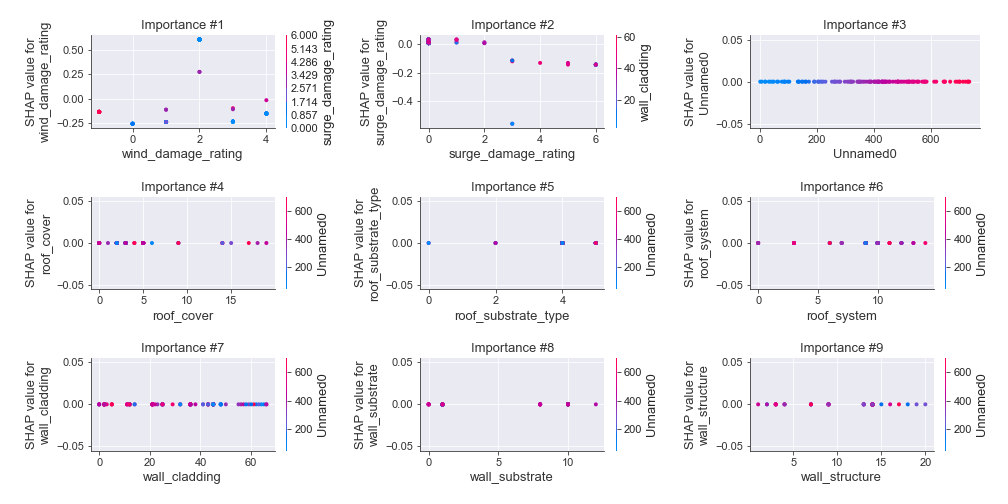 Importance #1
SHAP value for
wind_damage_rating
0.50
0.25
0.00
−0.25
0
2
4
wind_damage_rating
6.000
5.143
4.286
3.429
2.571
1.714
0.857
0.000
surge_damage_rating
Importance #2
SHAP value for
surge_damage_rating
0.0
−0.2
−0.4
0
2
4
6
surge_damage_rating
60
40
20
wall_cladding
Importance #3
SHAP value for
Unnamed0
0.05
0.00
−0.05
0
200
400
600
Unnamed0
Importance #4
SHAP value for
roof_cover
0.05
0.00
−0.05
0
5
10
15
roof_cover
600
400
200
Unnamed0
Importance #5
SHAP value for
roof_substrate_type
0.05
0.00
−0.05
0
2
4
roof_substrate_type
600
400
200
Unnamed0
Importance #6
SHAP value for
roof_system
0.05
0.00
−0.05
0
5
10
roof_system
600
400
200
Unnamed0
Importance #7
SHAP value for
wall_cladding
0.05
0.00
−0.05
0
20
40
60
wall_cladding
600
400
200
Unnamed0
Importance #8
SHAP value for
wall_substrate
0.05
0.00
−0.05
0
5
10
wall_substrate
600
400
200
Unnamed0
Importance #9
SHAP value for
wall_structure
0.05
0.00
−0.05
5
10
15
20
wall_structure
600
400
200
Unnamed0